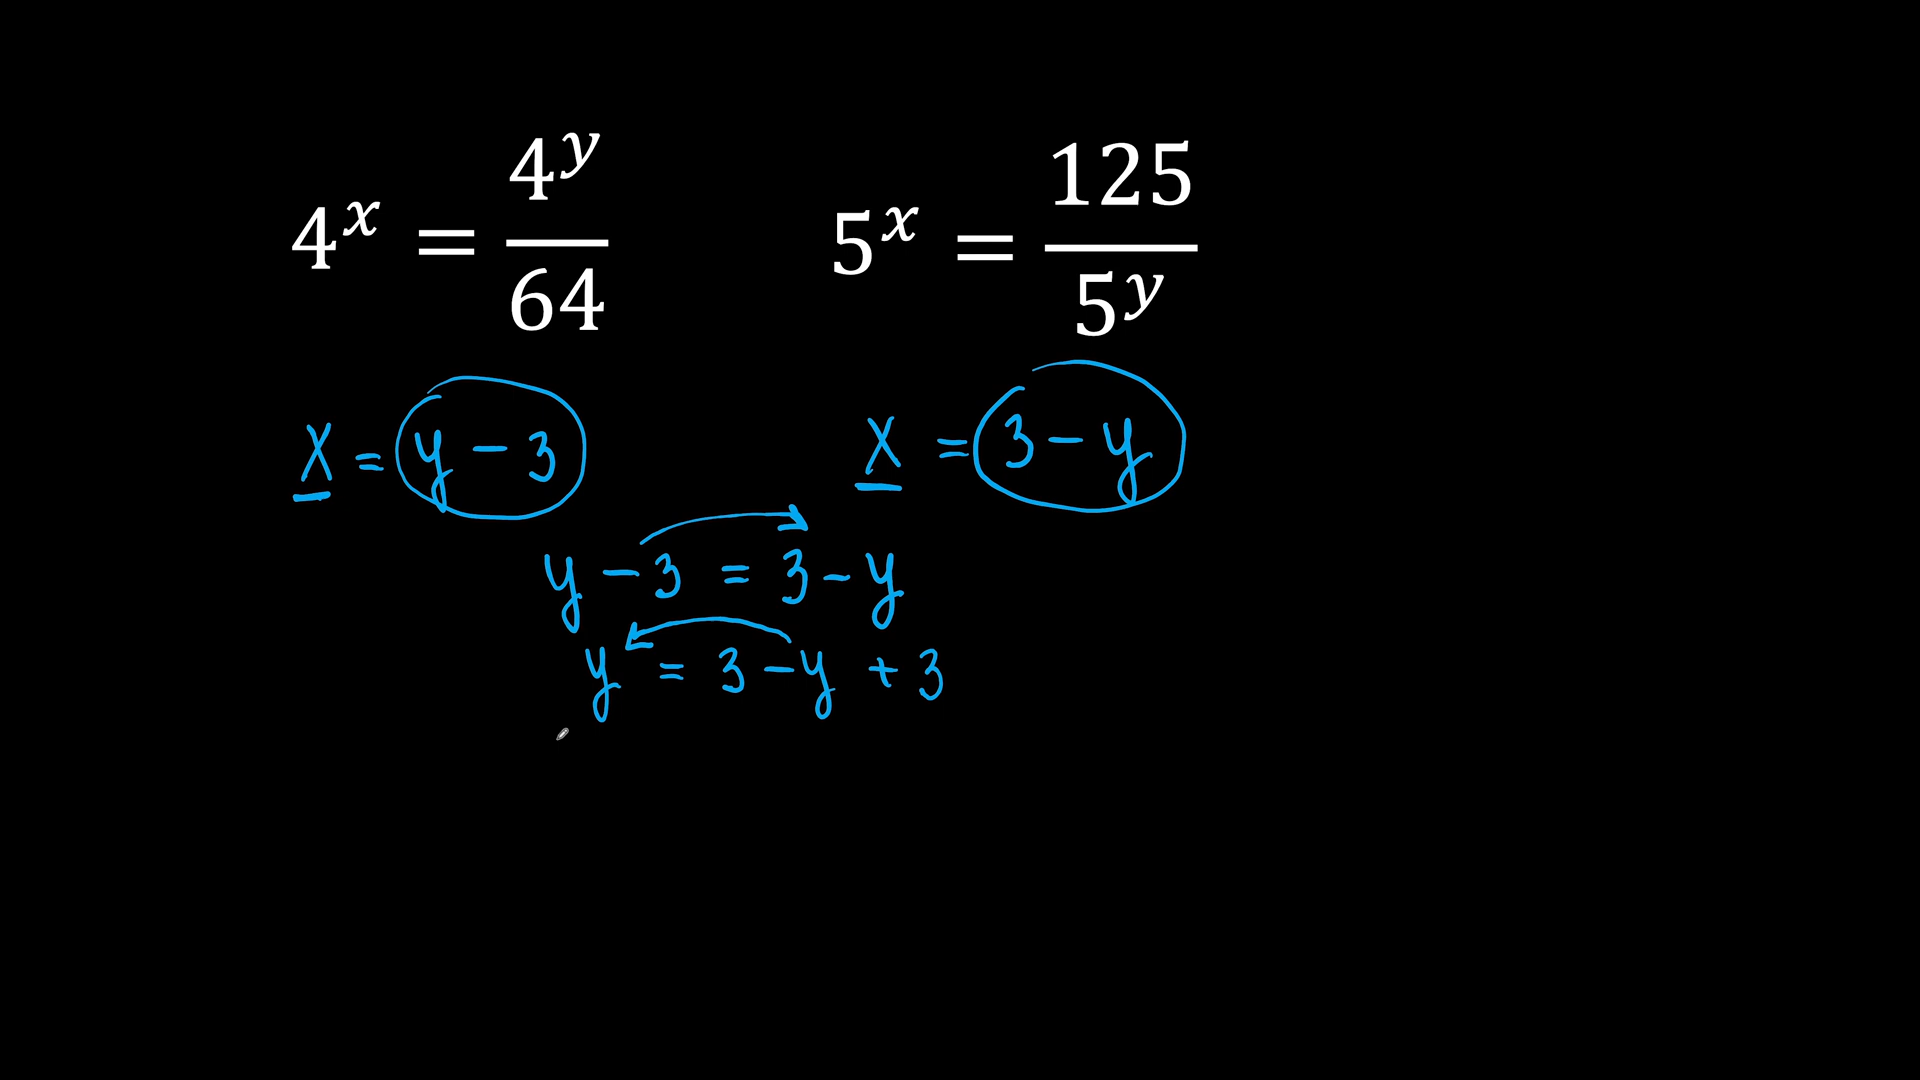 4^x = 4^y / 64
5^x = 125 / 5^y
x = y - 3
x = 3 - y
y - 3 = 3 - y
y = 3 - y + 3